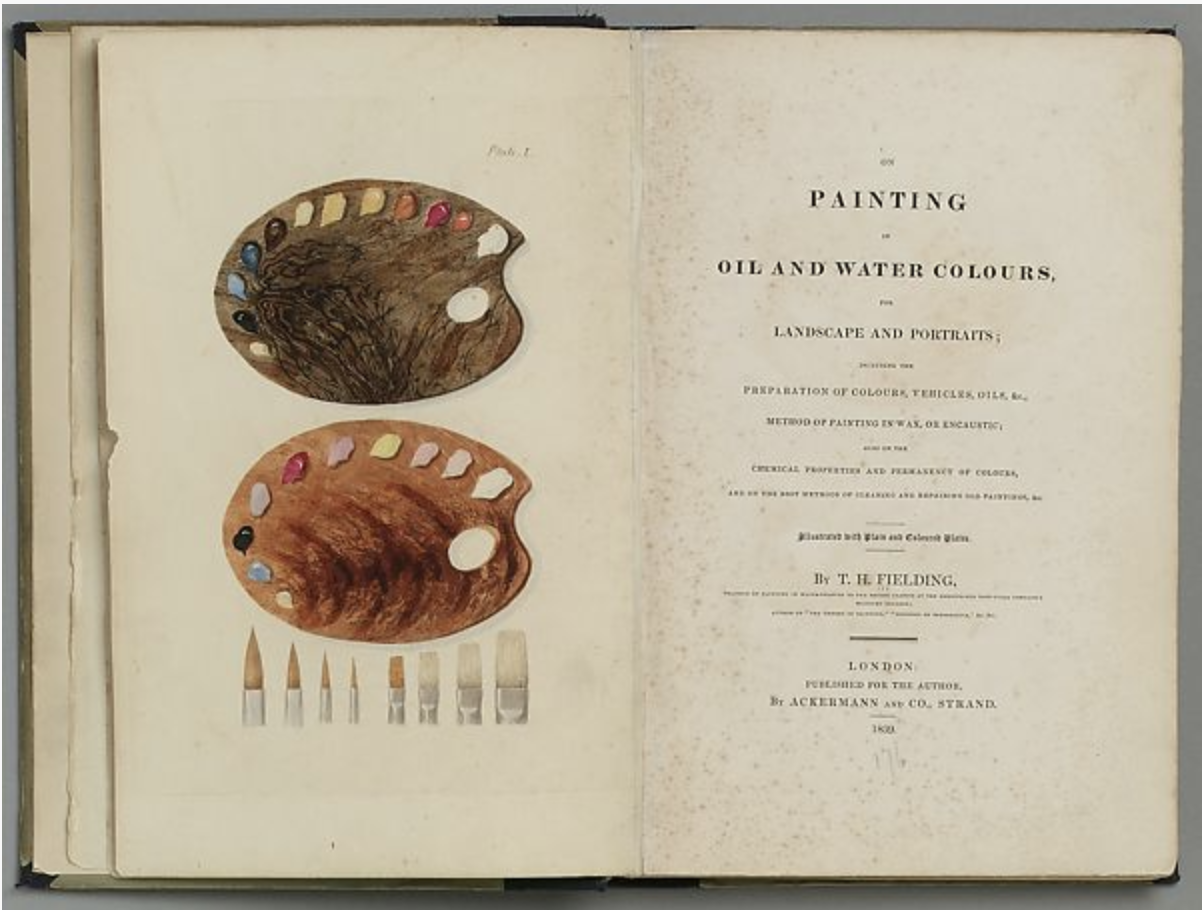 Plate. I.
ON
PAINTING
IN
OIL AND WATER COLOURS,
FOR
LANDSCAPE AND PORTRAITS;
INCLUDING THE
PREPARATION OF COLOURS, VEHICLES, OILS, &c.,
METHOD OF PAINTING IN WAX, OR ENCAUSTIC;
ALSO ON THE
CHEMICAL PROPERTIES AND PERMANENCY OF COLOURS,
AND ON THE BEST METHODS OF CLEANING AND REPAIRING OLD PAINTINGS, &c.
Illustrated with Plain and Coloured Plates.
BY T. H. FIELDING,
AUTHOR OF
LONDON:
PUBLISHED FOR THE AUTHOR,
BY ACKERMANN AND CO., STRAND.
1839.